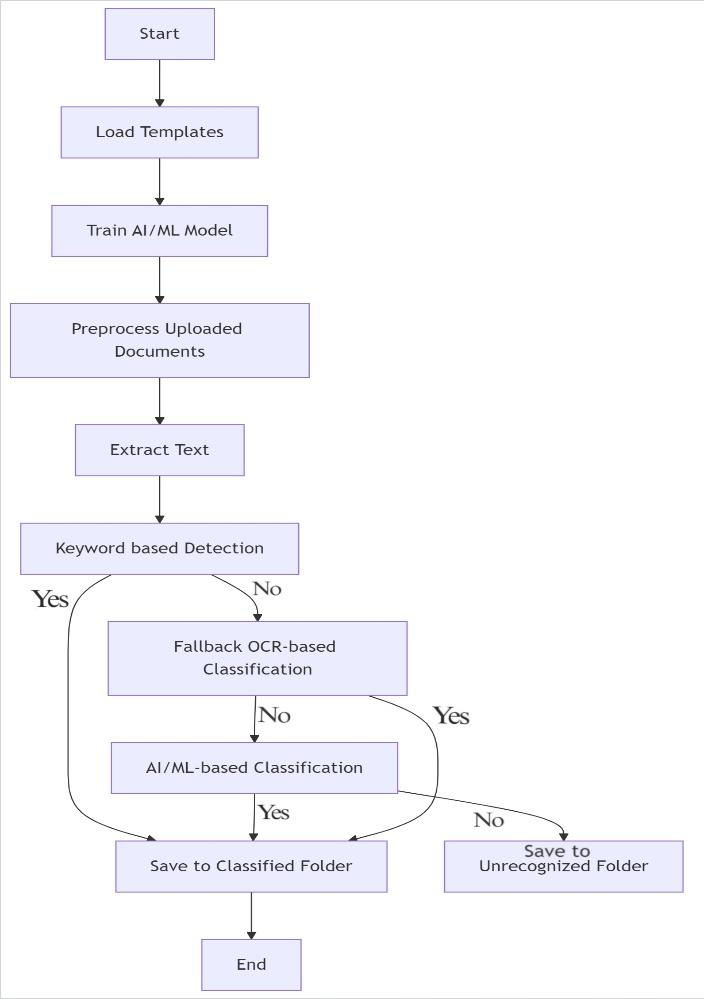 Start
Load Templates
Train AI/ML Model
Preprocess Uploaded
Documents
Extract Text
Keyword based Detection
Yes
No
Fallback OCR-based
Classification
No
Yes
AI/ML-based Classification
Yes
No
Save to Classified Folder
Save to
Unrecognized Folder
End